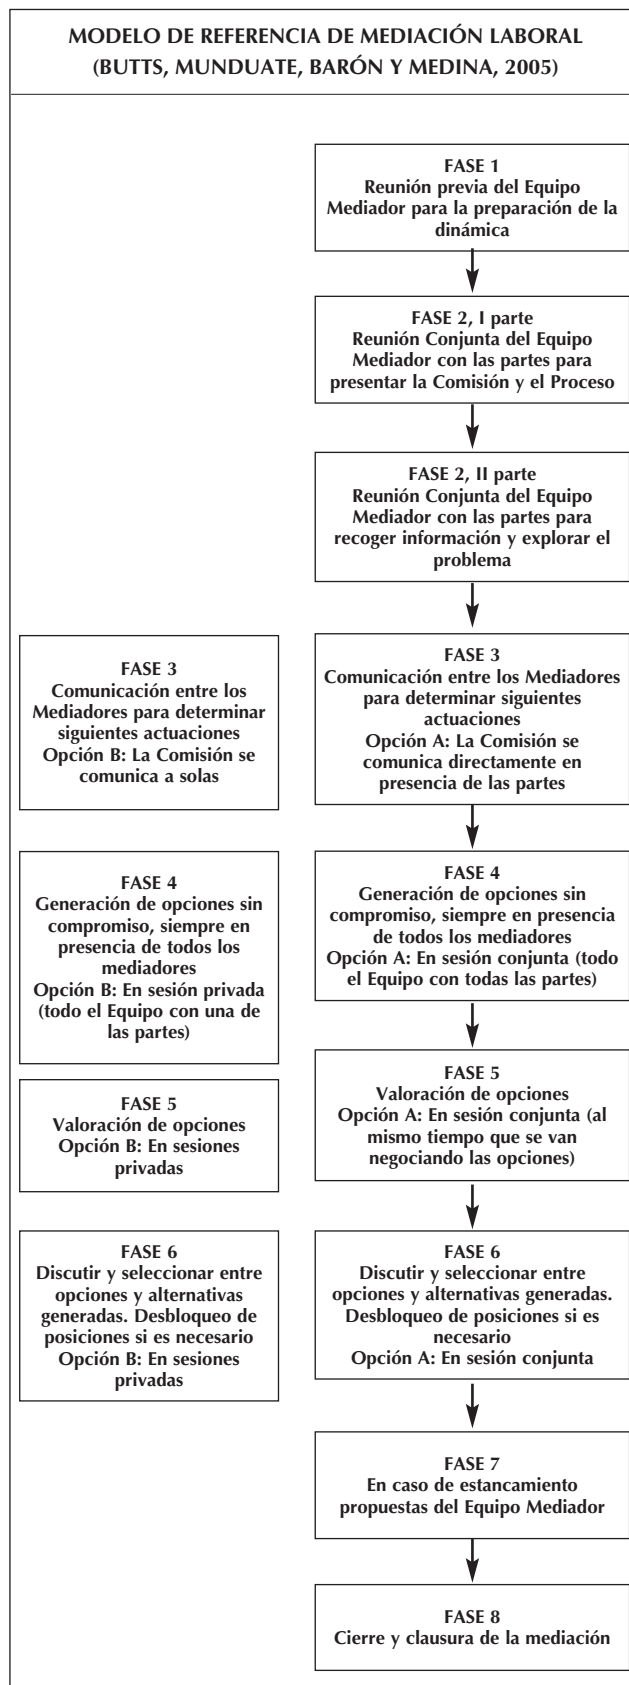 MODELO DE REFERENCIA DE MEDIACIÓN LABORAL
(BUTTS, MUNDUATE, BARÓN Y MEDINA, 2005)
FASE 1
Reunión previa del Equipo
Mediador para la preparación de la
dinámica
FASE 2, I parte
Reunión Conjunta del Equipo
Mediador con las partes para
presentar la Comisión y el Proceso
FASE 2, II parte
Reunión Conjunta del Equipo
Mediador con las partes para
recoger información y explorar el
problema
FASE 3
Comunicación entre los
Mediadores para determinar
siguientes actuaciones
Opción B: La Comisión se
comunica a solas
FASE 3
Comunicación entre los Mediadores
para determinar siguientes
actuaciones
Opción A: La Comisión se
comunica directamente en
presencia de las partes
FASE 4
Generación de opciones sin
compromiso, siempre en
presencia de todos los
mediadores
Opción B: En sesión privada
(todo el Equipo con una de
las partes)
FASE 4
Generación de opciones sin
compromiso, siempre en presencia
de todos los mediadores
Opción A: En sesión conjunta (todo
el Equipo con todas las partes)
FASE 5
Valoración de opciones
Opción B: En sesiones
privadas
FASE 5
Valoración de opciones
Opción A: En sesión conjunta (al
mismo tiempo que se van
negociando las opciones)
FASE 6
Discutir y seleccionar entre
opciones y alternativas
generadas. Desbloqueo de
posiciones si es necesario
Opción B: En sesiones
privadas
FASE 6
Discutir y seleccionar entre
opciones y alternativas generadas.
Desbloqueo de posiciones si es
necesario
Opción A: En sesión conjunta
FASE 7
En caso de estancamiento
propuestas del Equipo Mediador
FASE 8
Cierre y clausura de la mediación